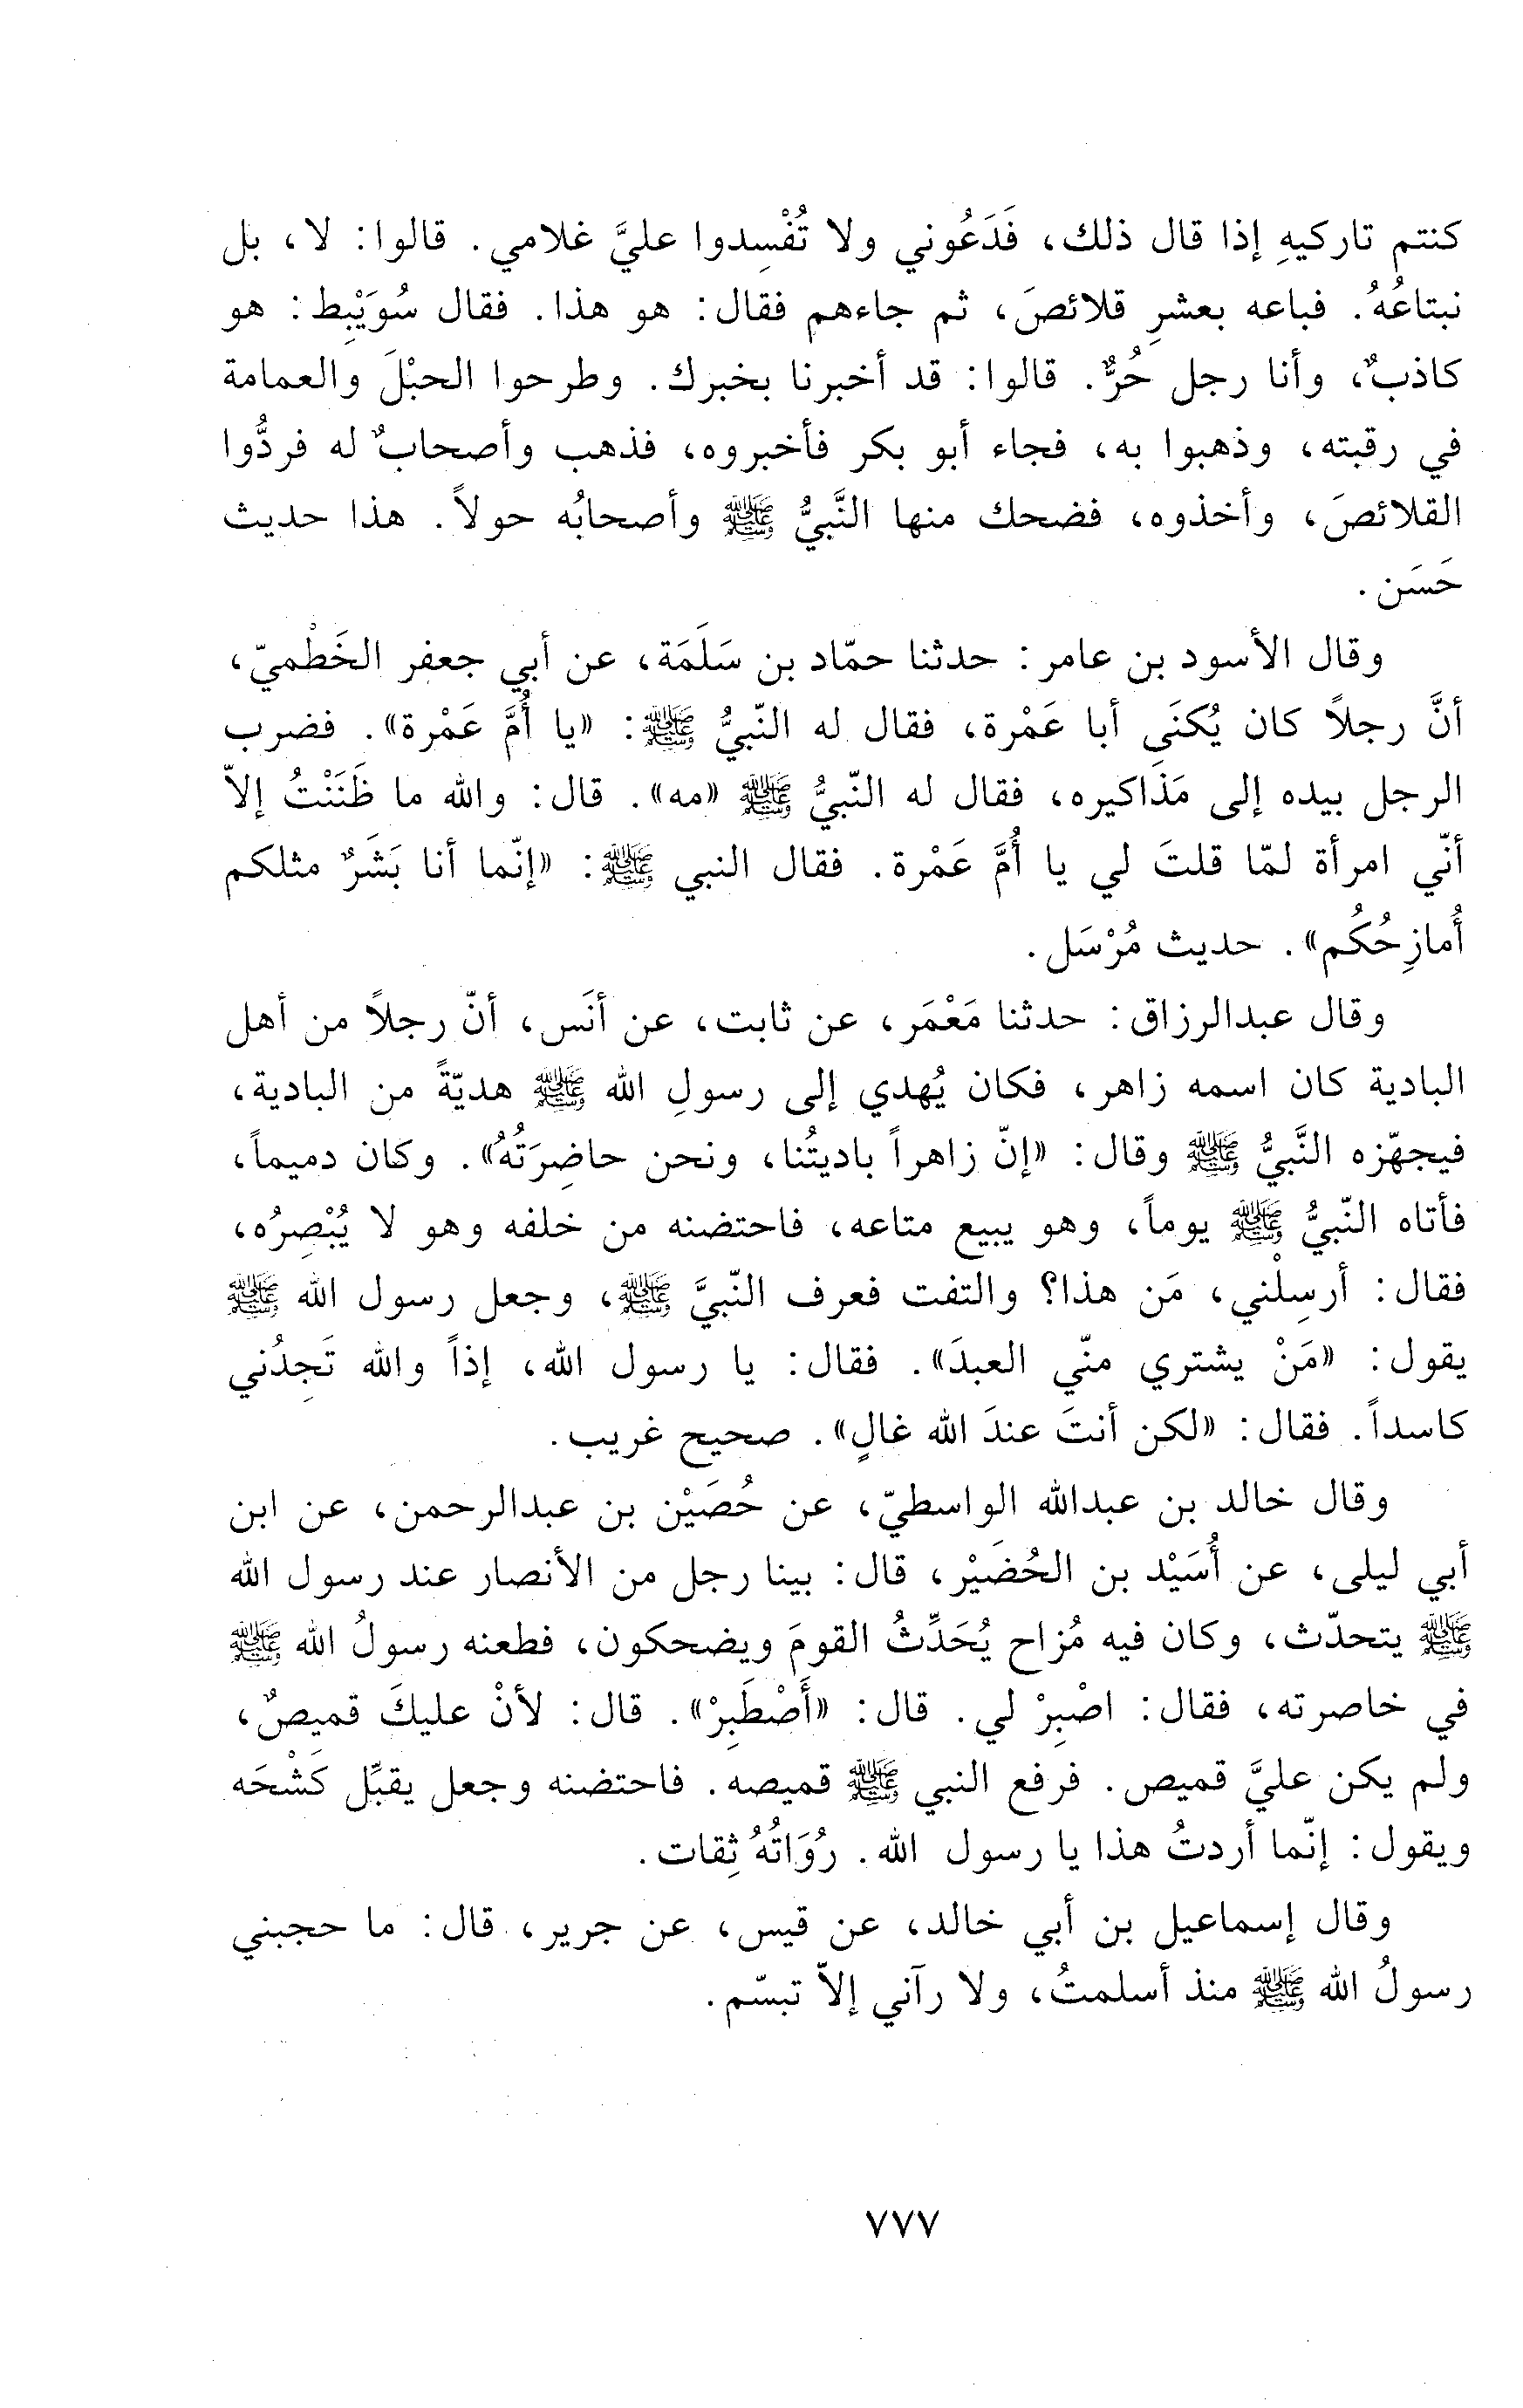 كنتم تاركيهِ إذا قال ذلك، فَدَعُوني ولا تُفْسِدوا عليَّ غلامي. قالوا: لا، بل
نبتاعُهُ. فباعه بعشرِ قلائصَ، ثم جاءهم فقال: هو هذا. فقال سُوَيْبِط: هو
كاذبٌ، وأنا رجل حُرٌّ. قالوا: قد أخبرنا بخبرك. وطرحوا الحبْلَ والعمامة
في رقبته، وذهبوا به، فجاء أبو بكر فأخبروه، فذهب وأصحابٌ له فردُّوا
القلائصَ، وأخذوه، فضحك منها النَّبيُّ ﷺ وأصحابُه حولاً. هذا حديث
حَسَن.
وقال الأسود بن عامر: حدثنا حمّاد بن سَلَمَة، عن أبي جعفر الخَطْميّ،
أنَّ رجلاً كان يُكنَى أبا عَمْرة، فقال له النّبيُّ ﷺ: «يا أُمَّ عَمْرة». فضرب
الرجل بيده إلى مَذَاكيره، فقال له النّبيُّ ﷺ «مه». قال: والله ما ظَنَنْتُ إلاّ
أنّي امرأة لمّا قلتَ لي يا أُمَّ عَمْرة. فقال النبي ﷺ: «إنّما أنا بَشَرٌ مثلكم
أُمازِحُكُم». حديث مُرْسَل.
وقال عبدالرزاق: حدثنا مَعْمَر، عن ثابت، عن أنَس، أنّ رجلاً من أهل
البادية كان اسمه زاهر، فكان يُهدي إلى رسولِ الله ﷺ هديّةً من البادية،
فيجهّزه النَّبيُّ ﷺ وقال: «إنّ زاهراً باديتُنا، ونحن حاضِرَتُهُ». وكان دميماً،
فأتاه النّبيُّ ﷺ يوماً، وهو يبيع متاعه، فاحتضنه من خلفه وهو لا يُبْصِرُه،
فقال: أرسِلْني، مَن هذا؟ والتفت فعرف النّبيَّ ﷺ، وجعل رسول الله ﷺ
يقول: «مَنْ يشتري منّي العبدَ». فقال: يا رسول الله، إذاً والله تَجِدُني
كاسداً. فقال: «لكن أنتَ عندَ الله غالٍ». صحيح غريب.
وقال خالد بن عبدالله الواسطيّ، عن حُصَيْن بن عبدالرحمن، عن ابن
أبي ليلى، عن أُسَيْد بن الحُضَيْر، قال: بينا رجل من الأنصار عند رسول الله
ﷺ يتحدّث، وكان فيه مُزاح يُحَدِّثُ القومَ ويضحكون، فطعنه رسولُ الله ﷺ
في خاصرته، فقال: اصْبِرْ لي. قال: «أَصْطَبِرْ». قال: لأنْ عليكَ قميصٌ،
ولم يكن عليَّ قميص. فرفع النبي ﷺ قميصه. فاحتضنه وجعل يقبِّل كَشْحَه
ويقول: إنّما أردتُ هذا يا رسول الله. رُوَاتُهُ ثِقات.
وقال إسماعيل بن أبي خالد، عن قيس، عن جرير، قال: ما حجبني
رسولُ الله ﷺ منذ أسلمتُ، ولا رآني إلاّ تبسّم.
٧٧٧